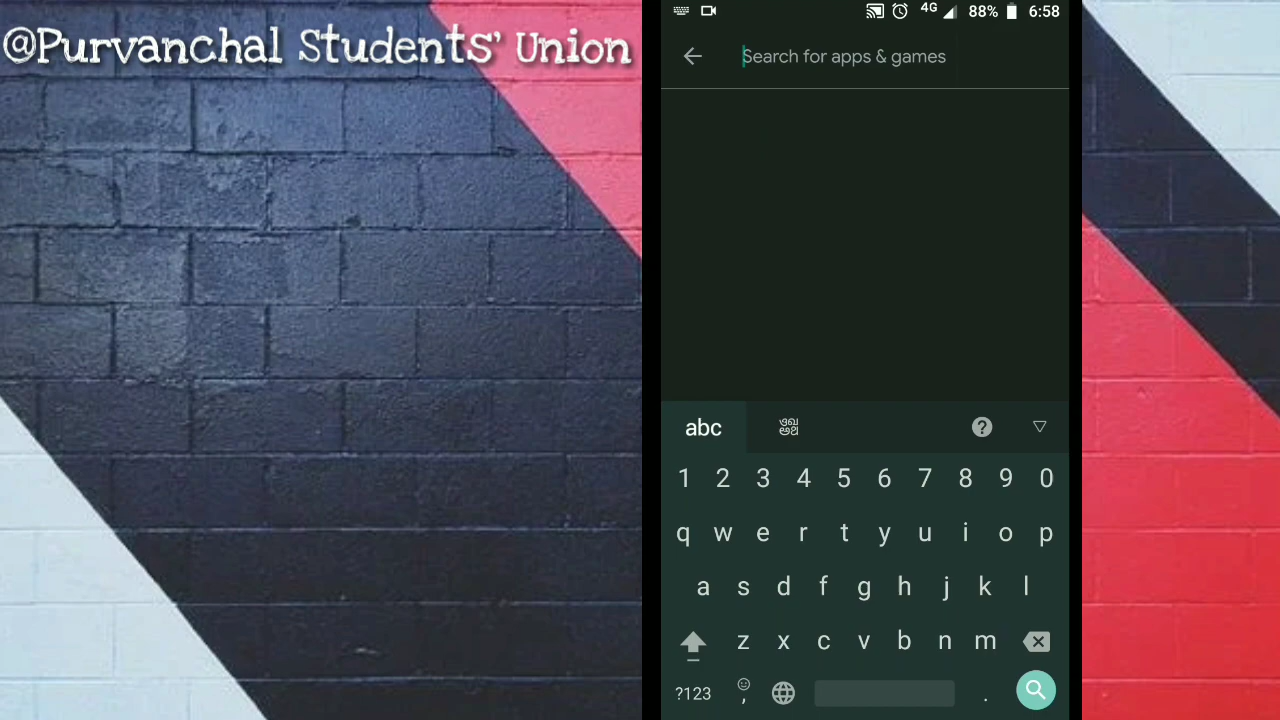 @Purvanchal Students' Union
4G 88% 6:58
Search for apps & games
abc
1 2 3 4 5 6 7 8 9 0
q w e r t y u i o p
a s d f g h j k l
z x c v b n m
?123 , .